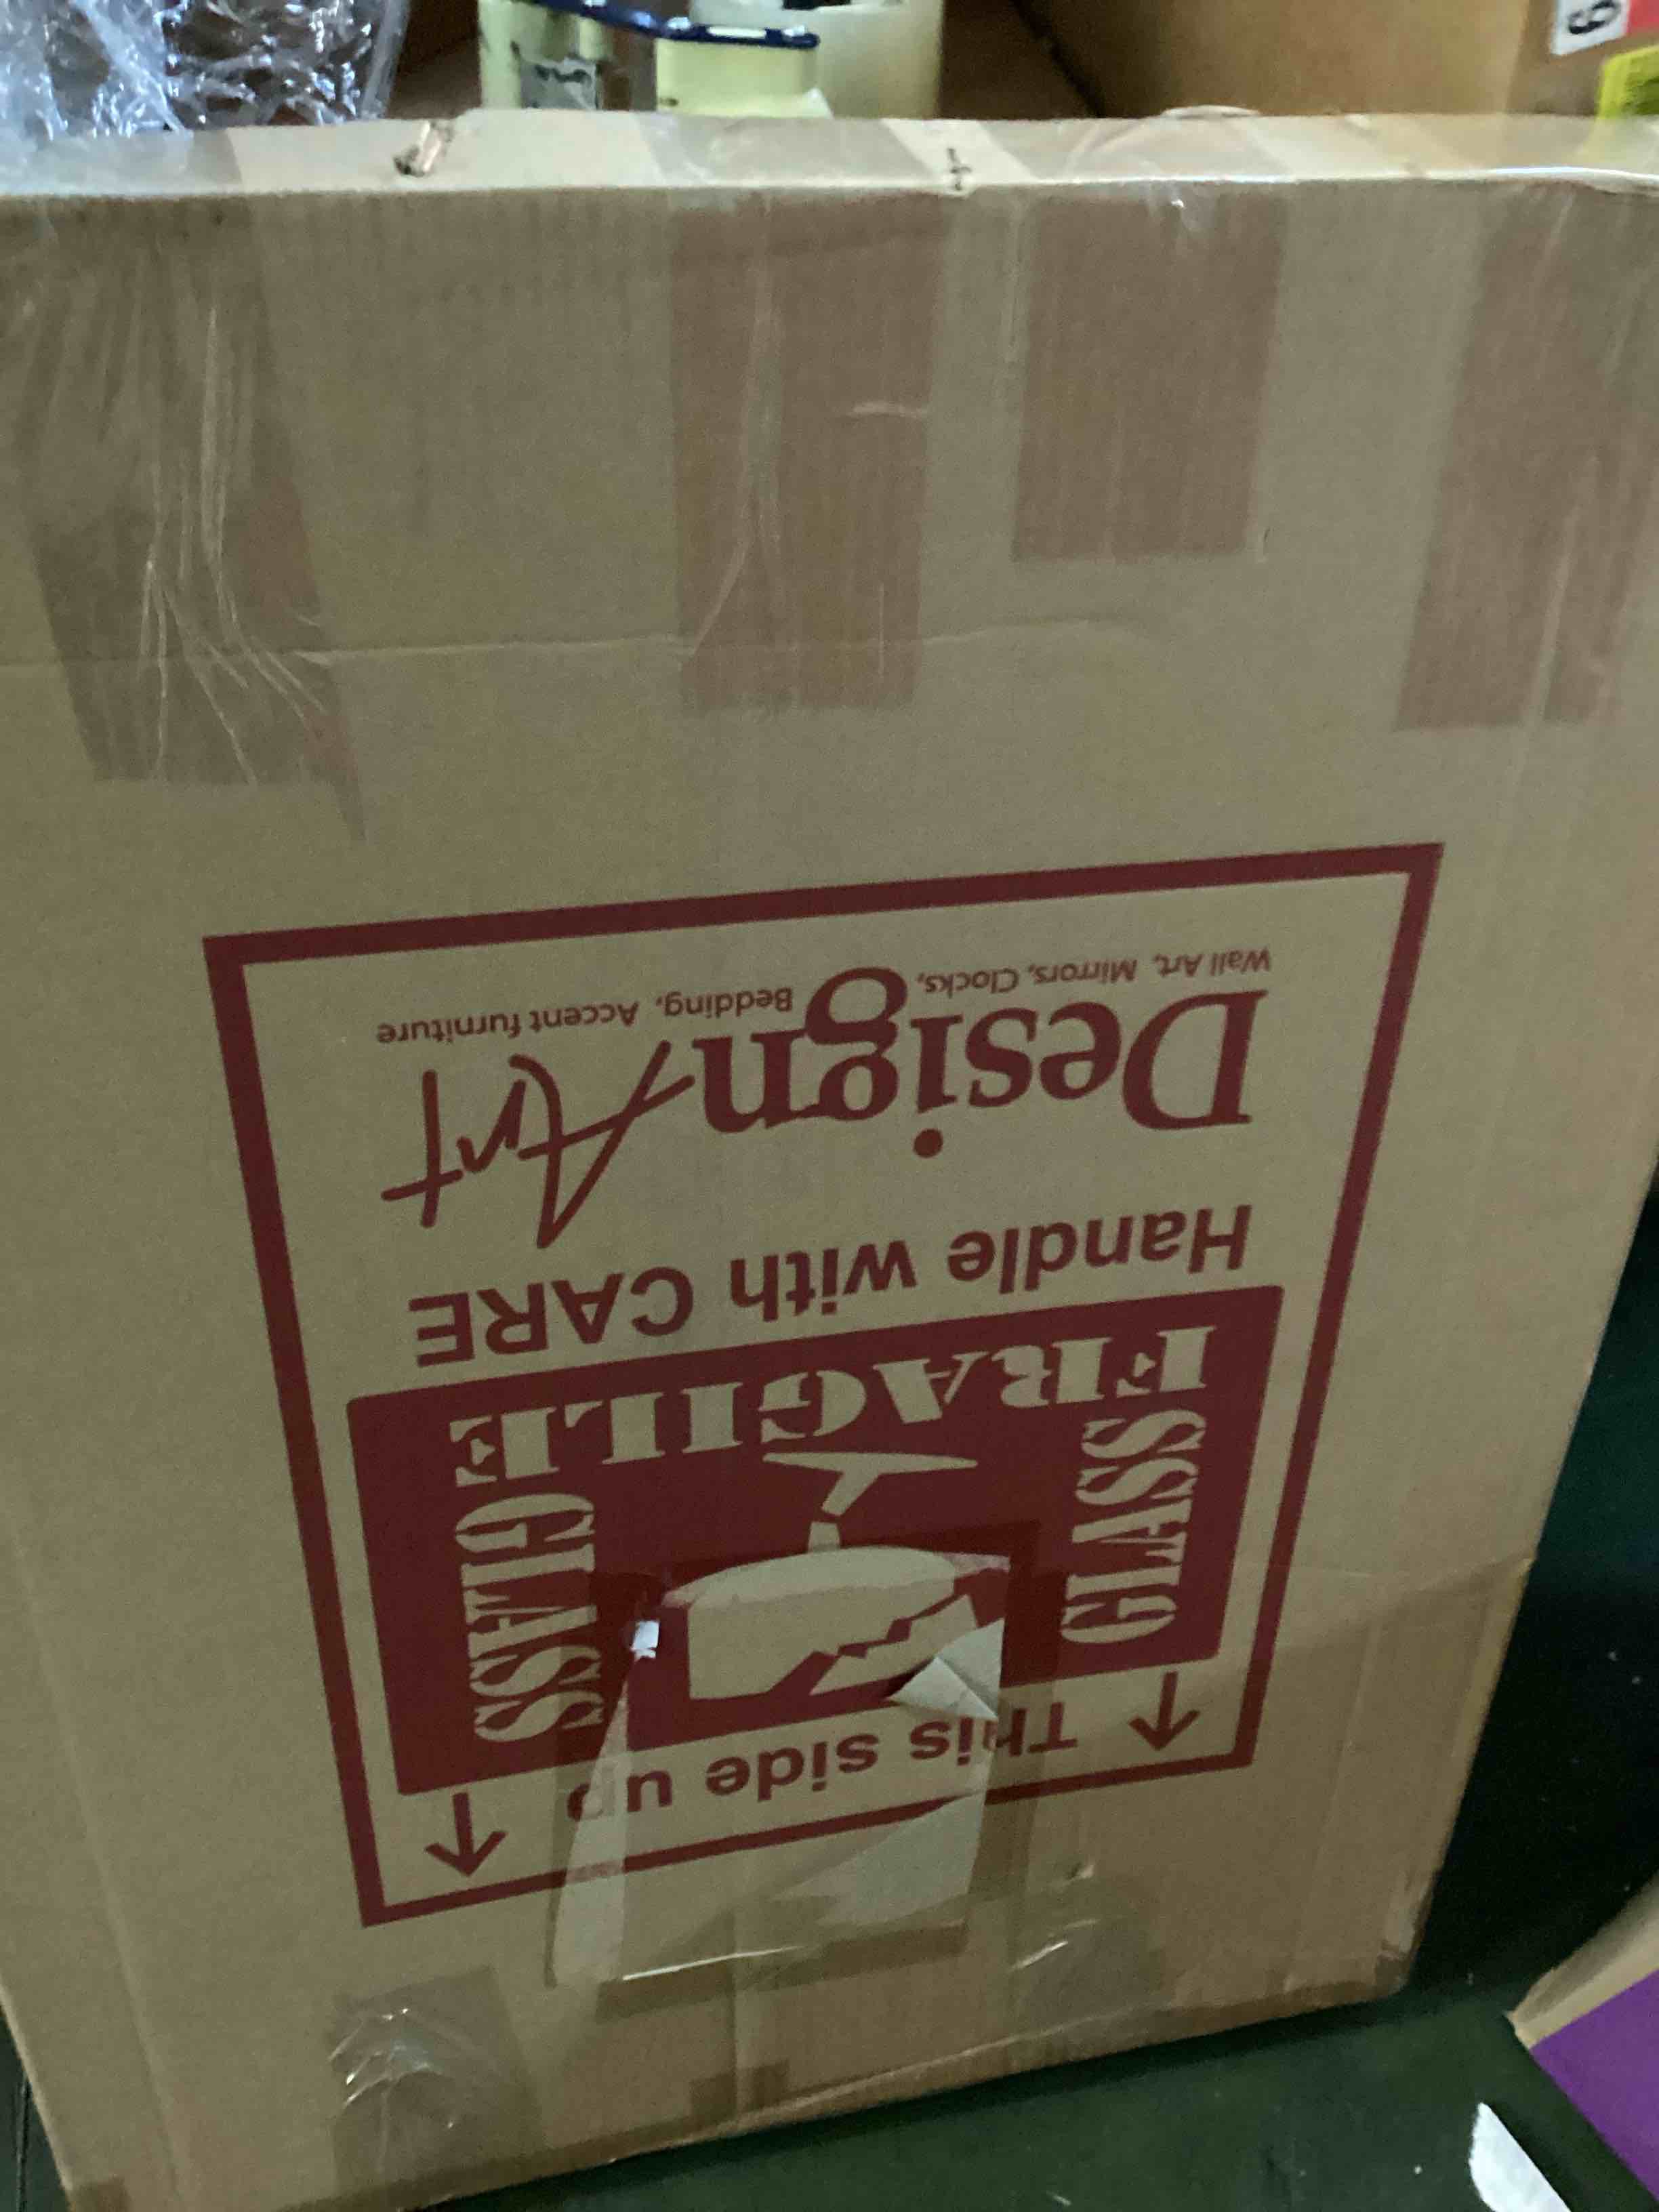 This side up
GLASS
GLASS
FRAGILE
Handle with CARE
Design Art
Wall Art, Mirrors, Clocks, Bedding, Accent furniture